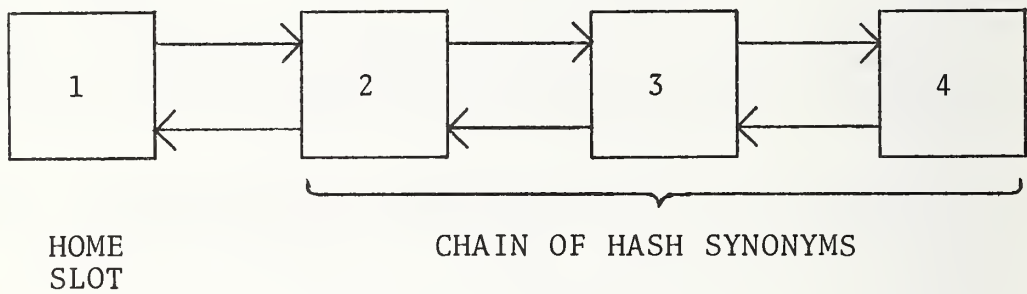 1 2 3 4
HOME
SLOT
CHAIN OF HASH SYNONYMS